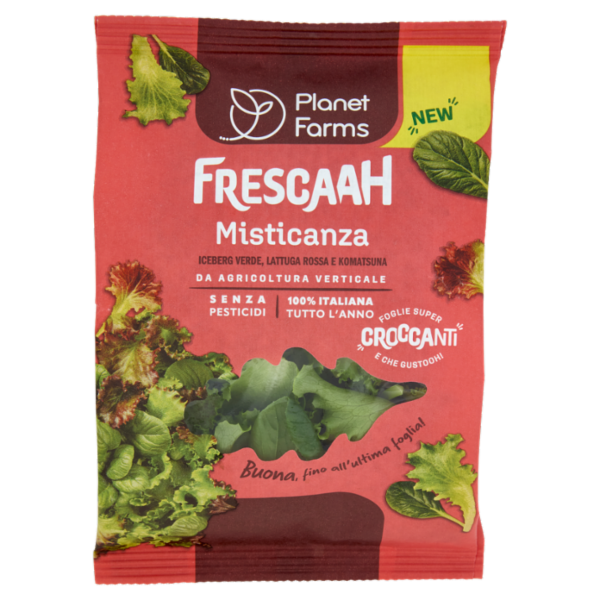 Planet
Farms
NEW
FRESCAAH
Misticanza
ICEBERG VERDE, LATTUGA ROSSA E KOMATSUNA
DA AGRICOLTURA VERTICALE
SENZA
PESTICIDI
100% ITALIANA
TUTTO L'ANNO
FOGLIE SUPER
CROCCANTI
E CHE GUSTOOH!
Buona, fino all'ultima foglia!